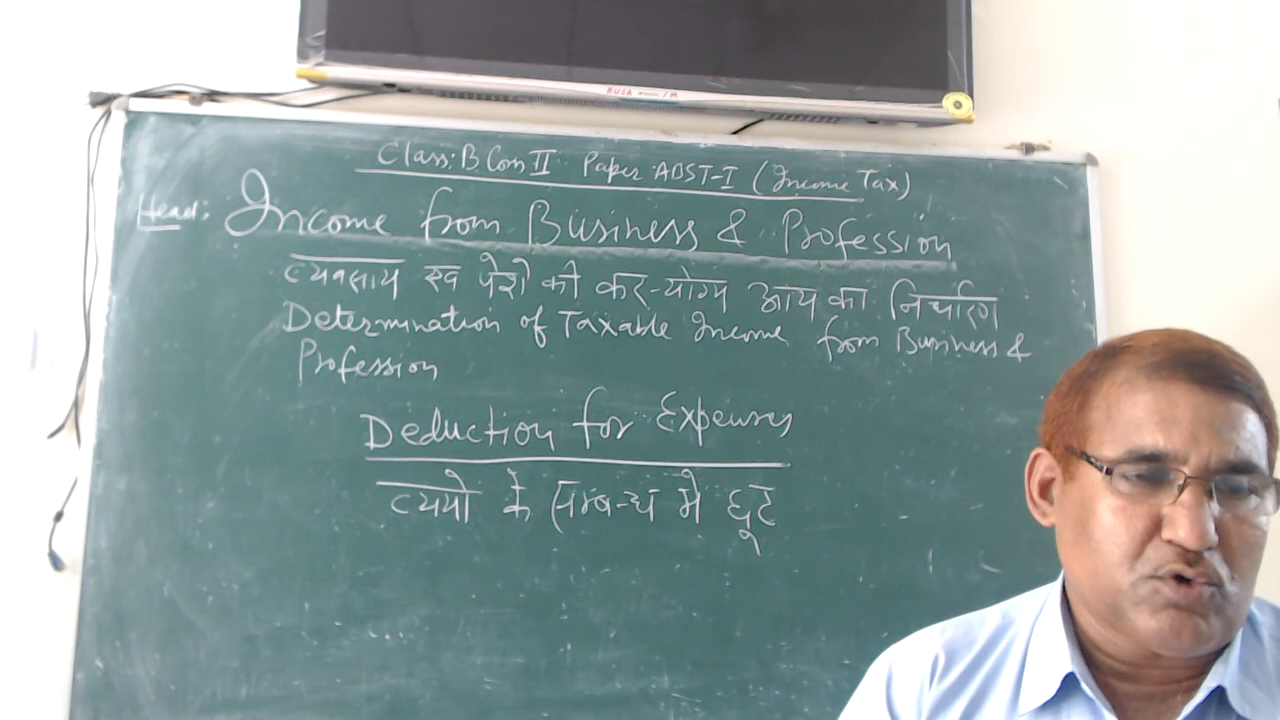 RUSA
Class: B Com II Paper: ABST-I (Income Tax)
Head: Income from Business & Profession
व्यवसाय एवं पेशे की कर-योग्य आय का निर्धारण
Determination of Taxable Income from Business &
Profession
Deduction for Expenses
व्ययो के सम्बन्ध मे छूट